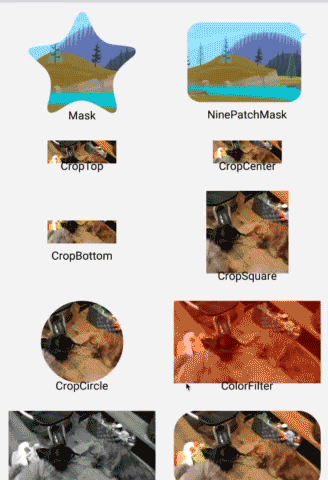 Mask
NinePatchMask
CropTop
CropCenter
CropBottom
CropSquare
CropCircle
ColorFilter